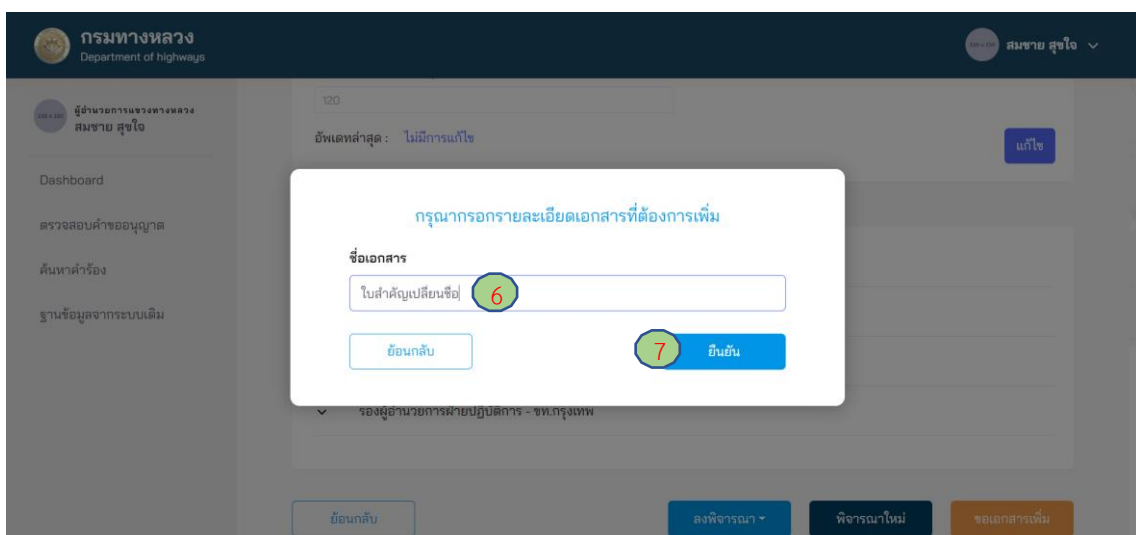 กรมทางหลวง
Department of highways
สมชาย สุขใจ
ผู้อำนวยการแขวงทางหลวง
สมชาย สุขใจ
Dashboard
ตรวจสอบคำขออนุญาต
ค้นหาคำร้อง
ฐานข้อมูลจากระบบเดิม
120
อัพเดทล่าสุด : ไม่มีการแก้ไข
แก้ไข
กรุณากรอกรายละเอียดเอกสารที่ต้องการเพิ่ม
ชื่อเอกสาร
ใบสำคัญเปลี่ยนชื่อ 6
ย้อนกลับ 7 ยืนยัน
รองผู้อำนวยการฝ่ายปฏิบัติการ - ขท.กรุงเทพ
ย้อนกลับ ลงพิจารณา พิจารณาใหม่ ขอเอกสารเพิ่ม